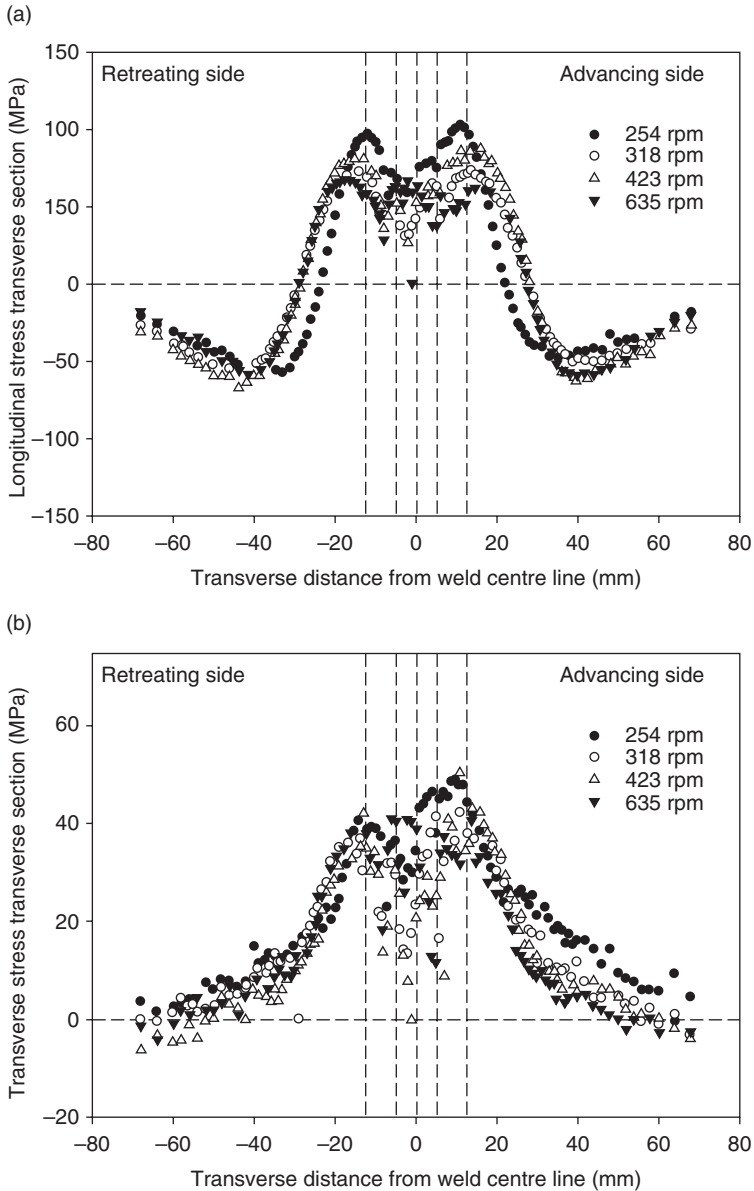 (a)
Longitudinal stress transverse section (MPa)
150
100
150
0
–50
–100
–150
Retreating side
Advancing side
254 rpm
318 rpm
423 rpm
635 rpm
–80 –60 –40 –20 0 20 40 60 80
Transverse distance from weld centre line (mm)
(b)
Transverse stress transverse section (MPa)
60
40
20
0
–20
Retreating side
Advancing side
254 rpm
318 rpm
423 rpm
635 rpm
–80 –60 –40 –20 0 20 40 60 80
Transverse distance from weld centre line (mm)